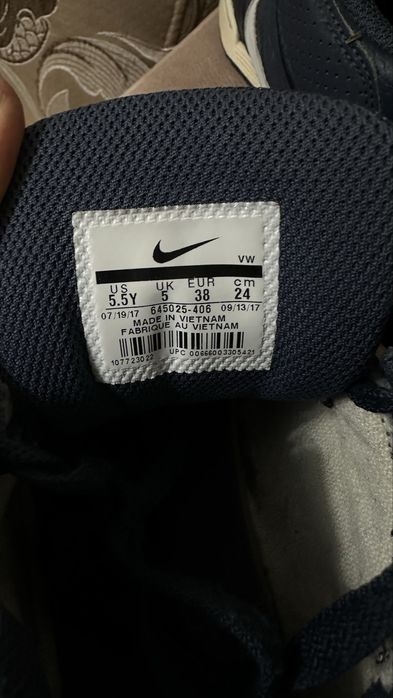 VW
US UK EUR cm
5.5Y 5 38 24
07/19/17 645025-406 09/13/17
MADE IN VIETNAM
FABRIQUE AU VIETNAM
107723022 UPC 00666003305421